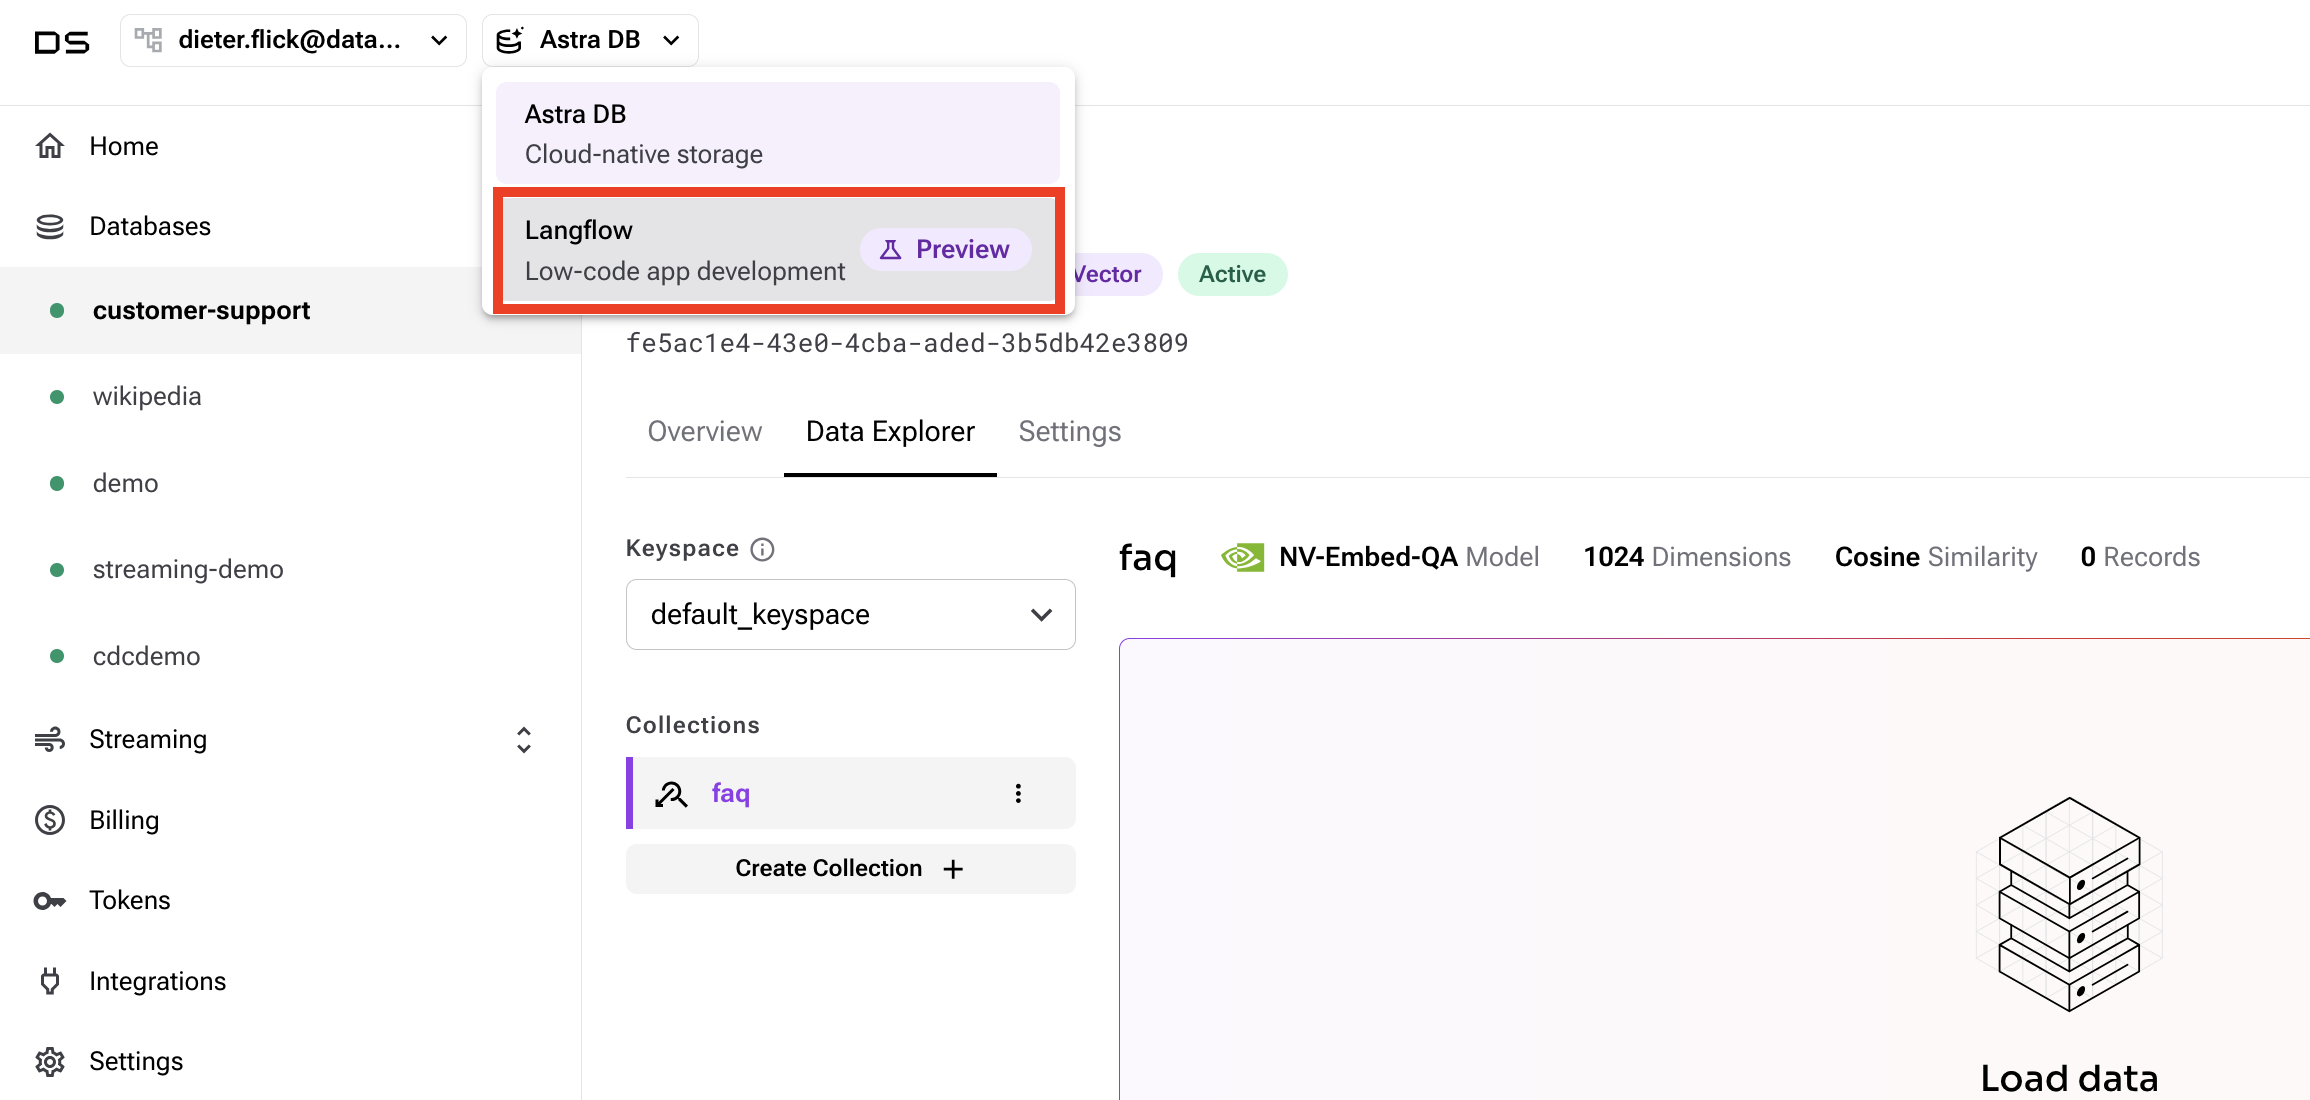 DS
dieter.flick@data...
Astra DB
Astra DB
Cloud-native storage
Langflow
Low-code app development
Preview
Home
Databases
customer-support
wikipedia
demo
streaming-demo
cdcdemo
Streaming
Billing
Tokens
Integrations
Settings
Vector
Active
fe5ac1e4-43e0-4cba-aded-3b5db42e3809
Overview
Data Explorer
Settings
Keyspace
default_keyspace
Collections
faq
Create Collection
faq
NV-Embed-QA Model
1024 Dimensions
Cosine Similarity
0 Records
Load data